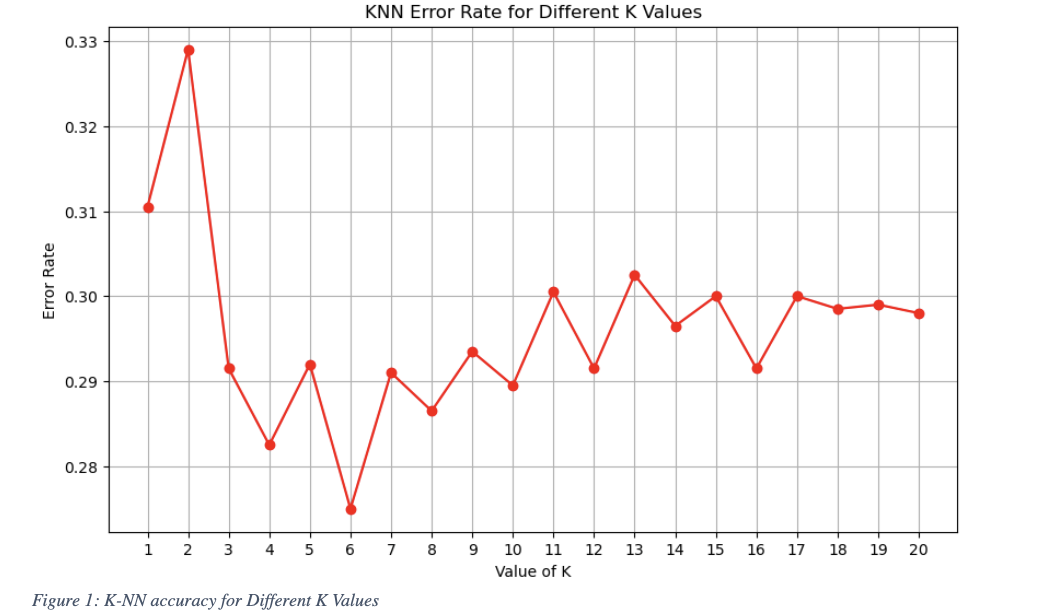 KNN Error Rate for Different K Values
0.33
0.32
0.31
0.30
0.29
0.28
Error Rate
1 2 3 4 5 6 7 8 9 10 11 12 13 14 15 16 17 18 19 20
Value of K
Figure 1: K-NN accuracy for Different K Values